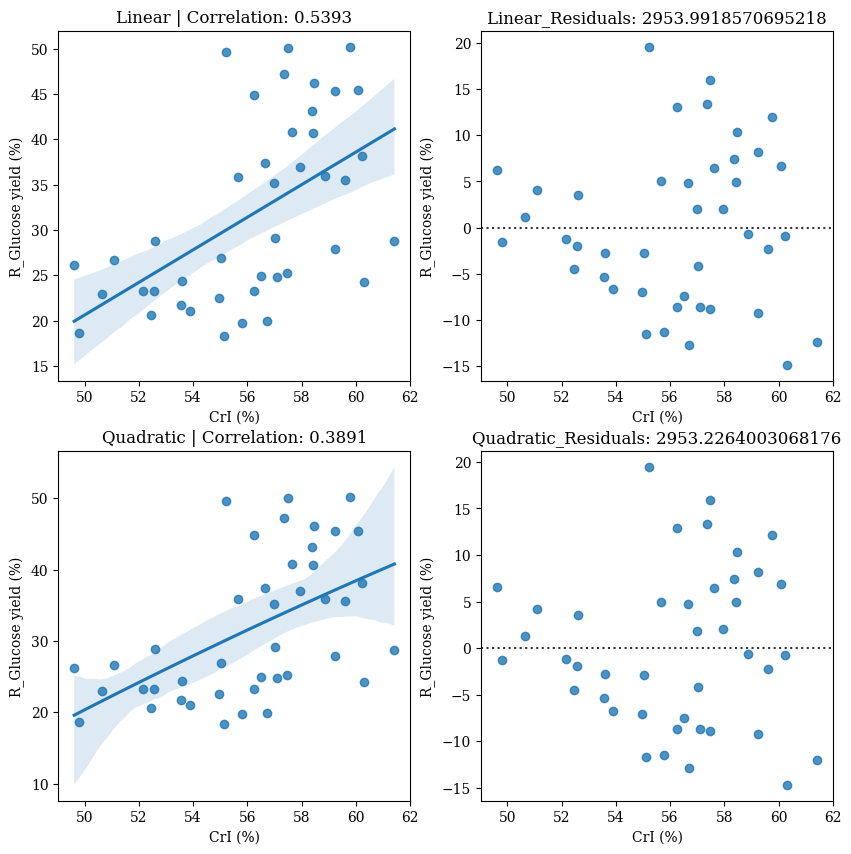 Linear | Correlation: 0.5393
R_Glucose yield (%)
50
45
40
35
30
25
20
15
50 52 54 56 58 60 62
CrI (%)
Linear_Residuals: 2953.9918570695218
R_Glucose yield (%)
20
15
10
5
0
−5
−10
−15
50 52 54 56 58 60 62
CrI (%)
Quadratic | Correlation: 0.3891
R_Glucose yield (%)
50
40
30
20
10
50 52 54 56 58 60 62
CrI (%)
Quadratic_Residuals: 2953.2264003068176
R_Glucose yield (%)
20
15
10
5
0
−5
−10
−15
50 52 54 56 58 60 62
CrI (%)